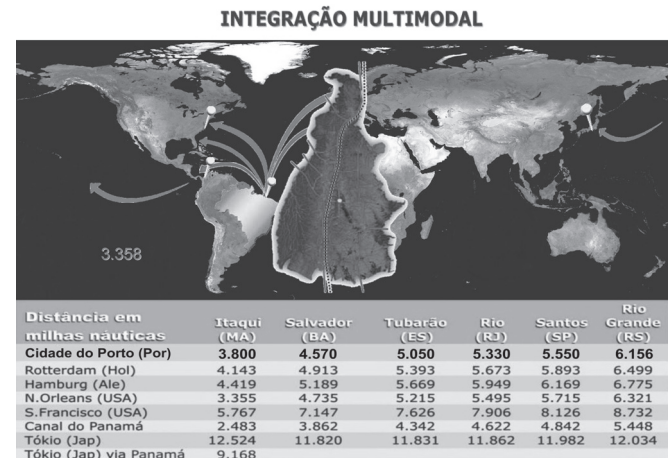 INTEGRAÇÃO MULTIMODAL
3.358
Distância em milhas náuticas Itaqui (MA) Salvador (BA) Tubarão (ES) Rio (RJ) Santos (SP) Rio Grande (RS)
Cidade do Porto (Por) 3.800 4.570 5.050 5.330 5.550 6.156
Rotterdam (Hol) 4.143 4.913 5.393 5.673 5.893 6.499
Hamburg (Ale) 4.419 5.189 5.669 5.949 6.169 6.775
N.Orleans (USA) 3.355 4.735 5.215 5.495 5.715 6.321
S.Francisco (USA) 5.767 7.147 7.626 7.906 8.126 8.732
Canal do Panamá 2.483 3.862 4.342 4.622 4.842 5.448
Tókio (Jap) 12.524 11.820 11.831 11.862 11.982 12.034
Tókio (Jap) via Panamá 9.168